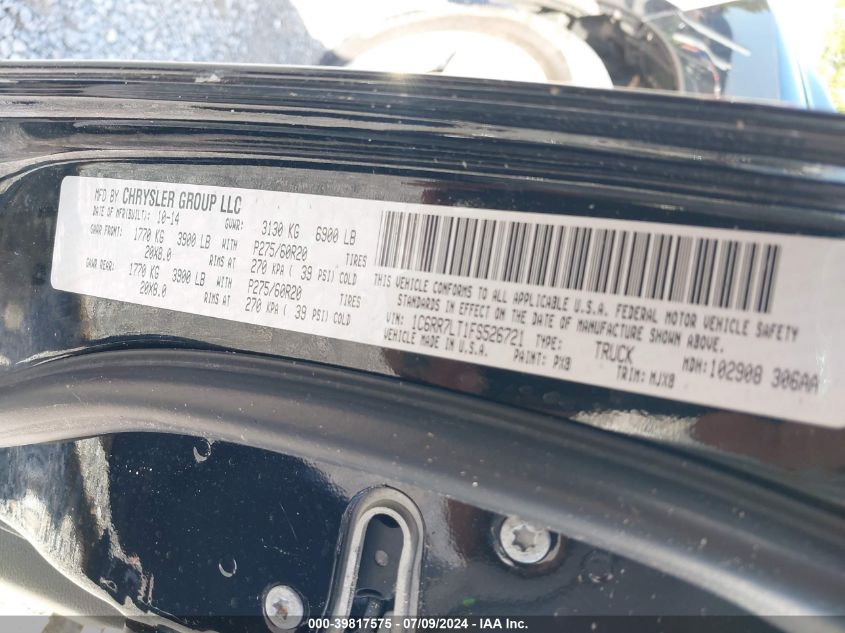 MFD BY CHRYSLER GROUP LLC
DATE OF MFR(BUILT): 10-14 GVWR: 3130 KG 6900 LB
GAWR FRONT: 1770 KG 3900 LB WITH P275/60R20 TIRES
20X8.0 RIMS AT 270 KPA ( 39 PSI) COLD
GAWR REAR: 1770 KG 3900 LB WITH P275/60R20 TIRES
20X8.0 RIMS AT 270 KPA ( 39 PSI) COLD
THIS VEHICLE CONFORMS TO ALL APPLICABLE U.S.A. FEDERAL MOTOR VEHICLE SAFETY
STANDARDS IN EFFECT ON THE DATE OF MANUFACTURE SHOWN ABOVE.
VIN: 1C6RR7LT1FS526721 TYPE: TRUCK MDH: 102908 306AA
VEHICLE MADE IN U.S.A. PAINT: PX8 TRIM: MJX8
000-39817575 - 07/09/2024 - IAAI.COM